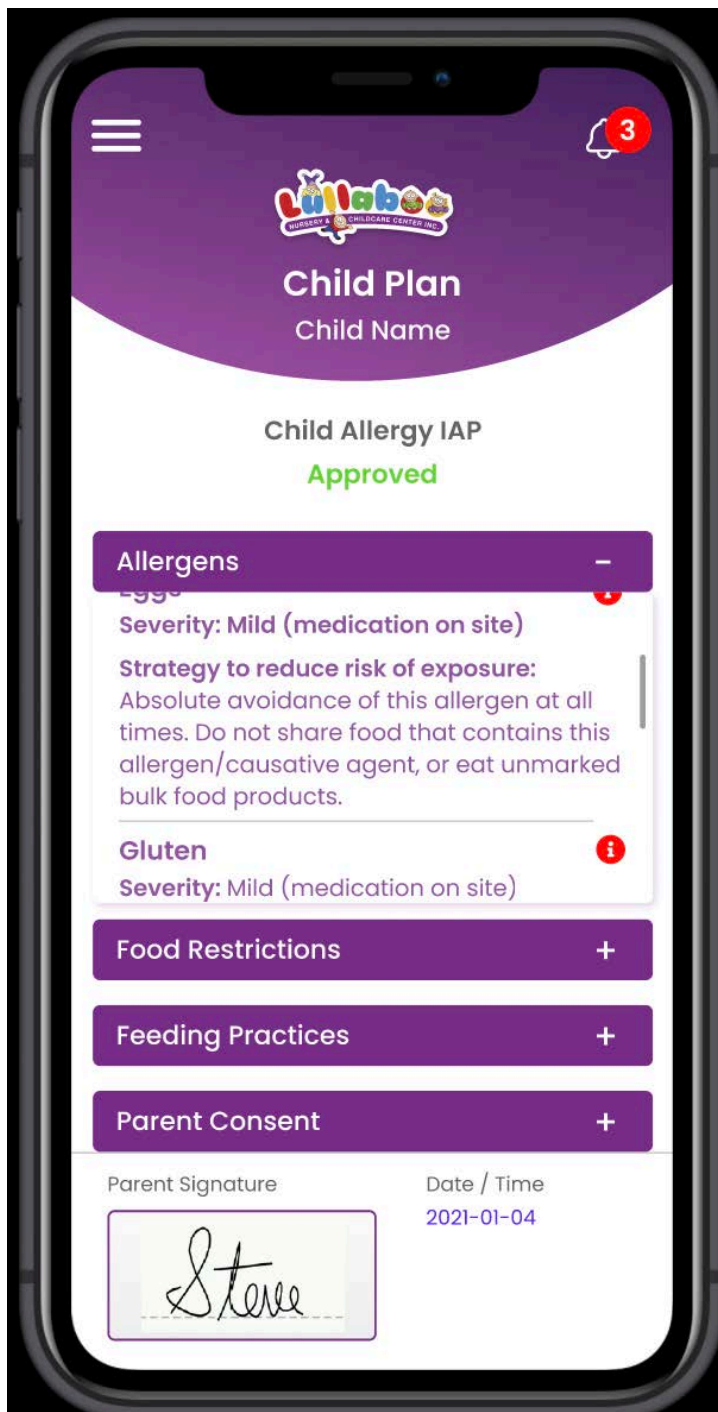 3
Lullaboo
NURSERY & CHILDCARE CENTER INC.
Child Plan
Child Name
Child Allergy IAP
Approved
Allergens
Eggs
Severity: Mild (medication on site)
Strategy to reduce risk of exposure:
Absolute avoidance of this allergen at all
times. Do not share food that contains this
allergen/causative agent, or eat unmarked
bulk food products.
Gluten
Severity: Mild (medication on site)
Food Restrictions
Feeding Practices
Parent Consent
Parent Signature
Date / Time
2021-01-04
Steve